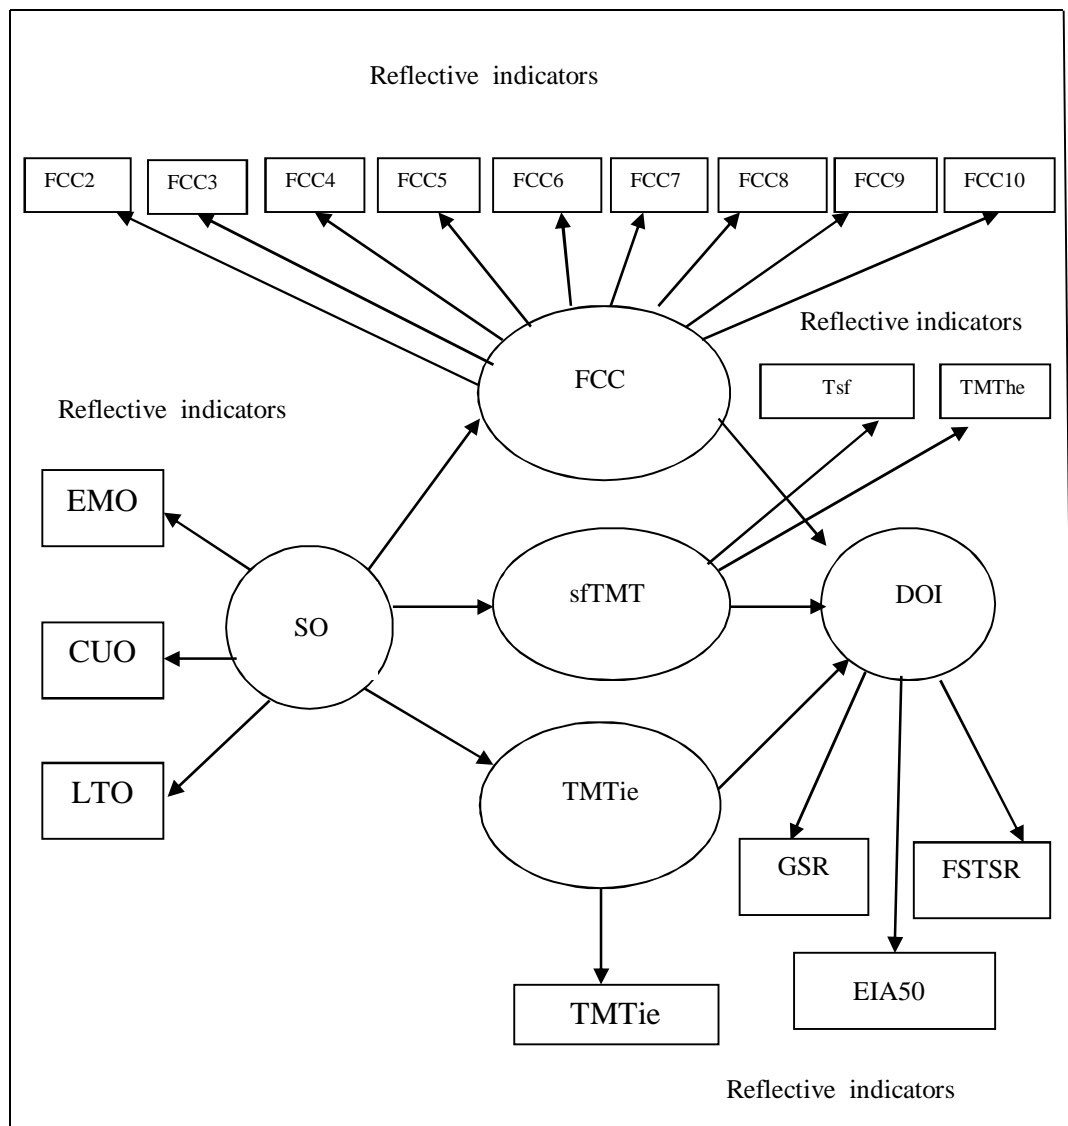 Reflective indicators
FCC2 FCC3 FCC4 FCC5 FCC6 FCC7 FCC8 FCC9 FCC10
Reflective indicators
FCC
Tsf TMThe
Reflective indicators
EMO
sfTMT DOI
SO
CUO
TMTie
LTO
GSR FSTSR
EIA50
TMTie
Reflective indicators